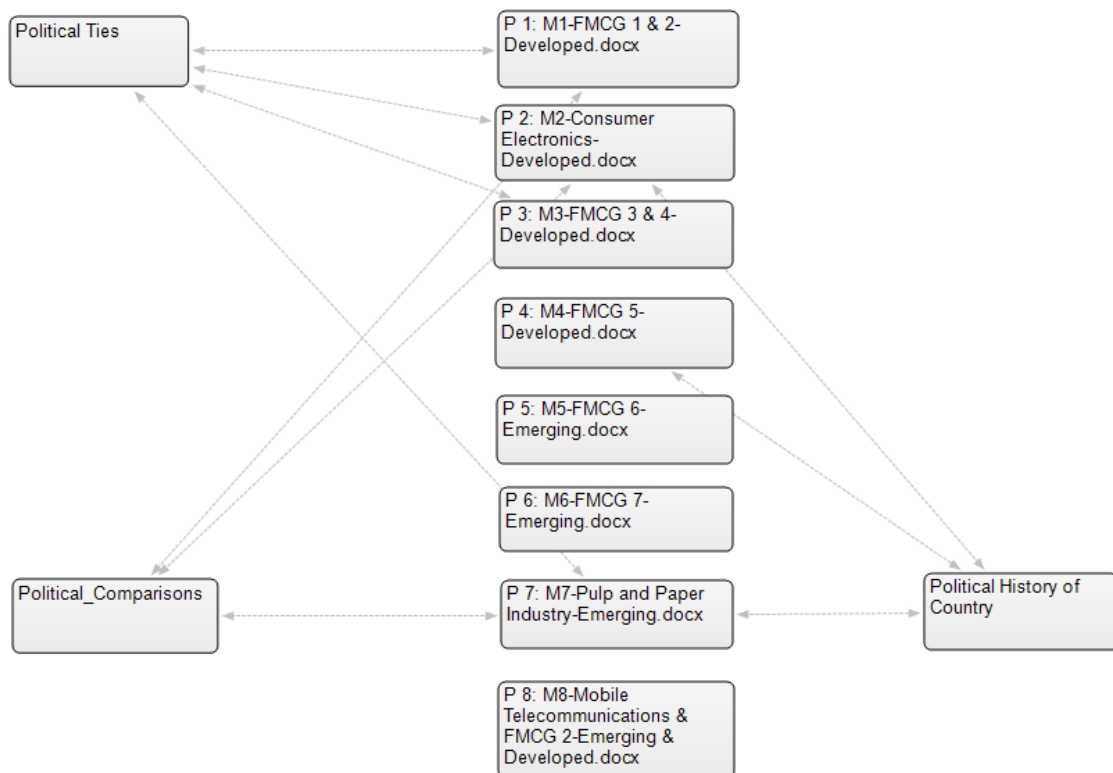 Political Ties
P 1: M1-FMCG 1 & 2-
Developed.docx
P 2: M2-Consumer
Electronics-
Developed.docx
P 3: M3-FMCG 3 & 4-
Developed.docx
P 4: M4-FMCG 5-
Developed.docx
P 5: M5-FMCG 6-
Emerging.docx
P 6: M6-FMCG 7-
Emerging.docx
Political_Comparisons
P 7: M7-Pulp and Paper
Industry-Emerging.docx
Political History of
Country
P 8: M8-Mobile
Telecommunications &
FMCG 2-Emerging &
Developed.docx